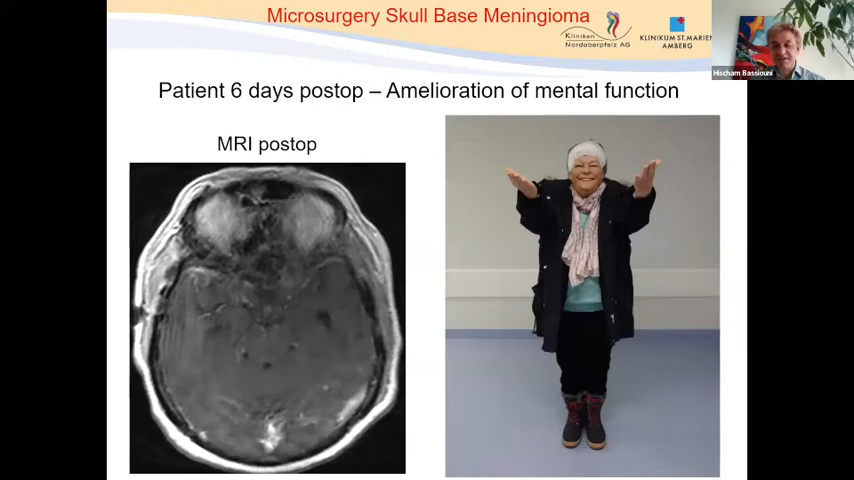 Microsurgery Skull Base Meningioma
Kliniken
Nordoberpfalz AG
KLINIKUM ST. MARIEN
AMBERG
Hischam Bassiouni
Patient 6 days postop – Amelioration of mental function
MRI postop